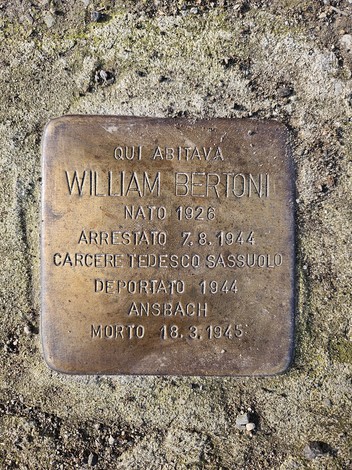 QUI ABITAVA
WILLIAM BERTONI
NATO 1926
ARRESTATO 7.8.1944
CARCERE TEDESCO SASSUOLO
DEPORTATO 1944
ANSBACH
MORTO 18.3.1945